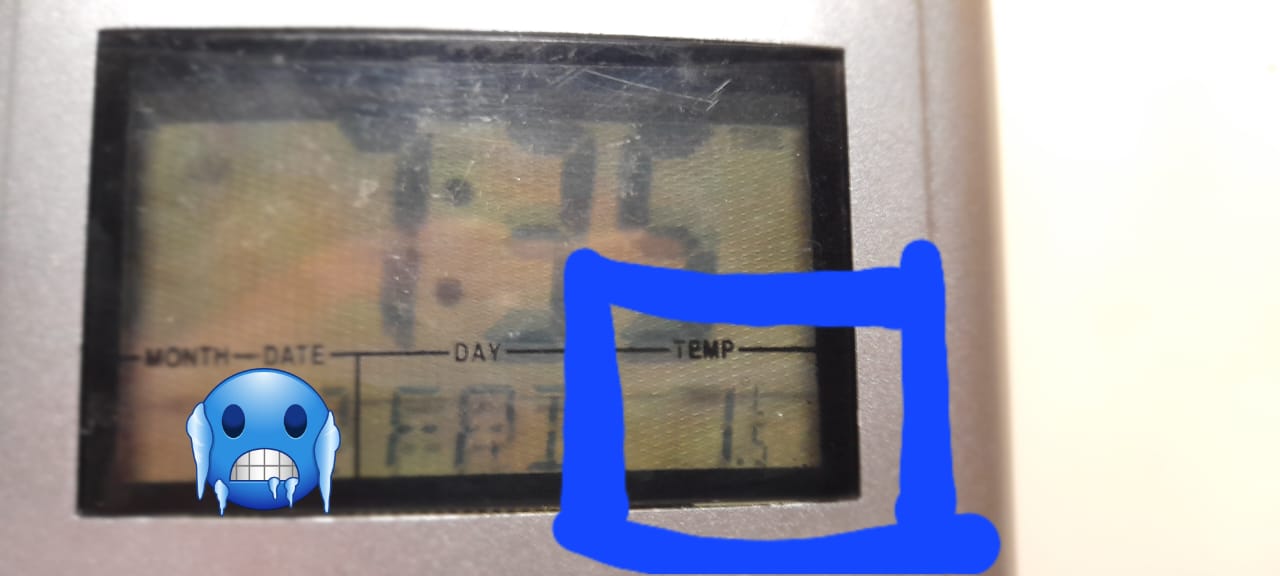 MONTH DATE DAY TEMP
FRI 1.5